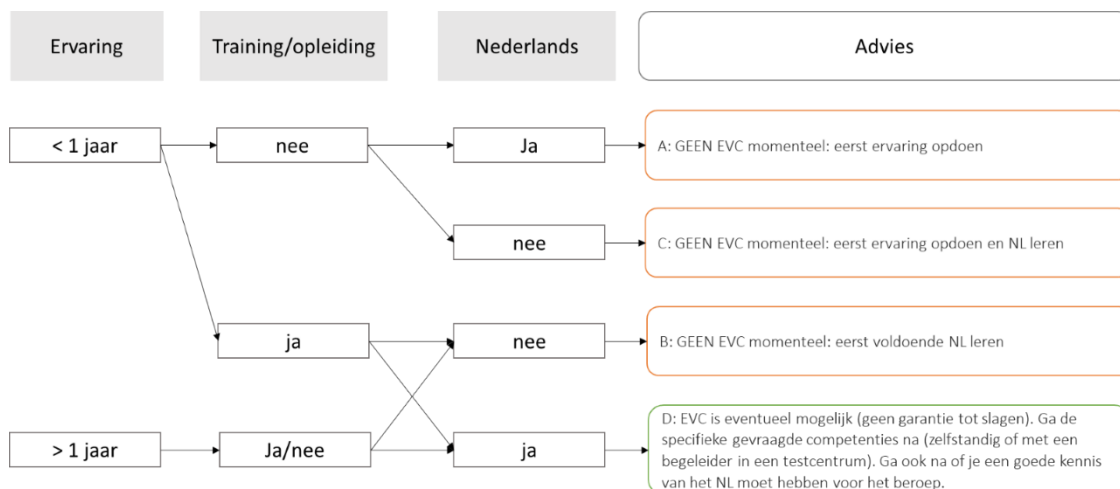 Ervaring
Training/opleiding
Nederlands
Advies
< 1 jaar
nee
Ja
A: GEEN EVC momenteel: eerst ervaring opdoen
nee
C: GEEN EVC momenteel: eerst ervaring opdoen en NL leren
ja
nee
B: GEEN EVC momenteel: eerst voldoende NL leren
> 1 jaar
Ja/nee
ja
D: EVC is eventueel mogelijk (geen garantie tot slagen). Ga de
specifieke gevraagde competenties na (zelfstandig of met een
begeleider in een testcentrum). Ga ook na of je een goede kennis
van het NL moet hebben voor het beroep.